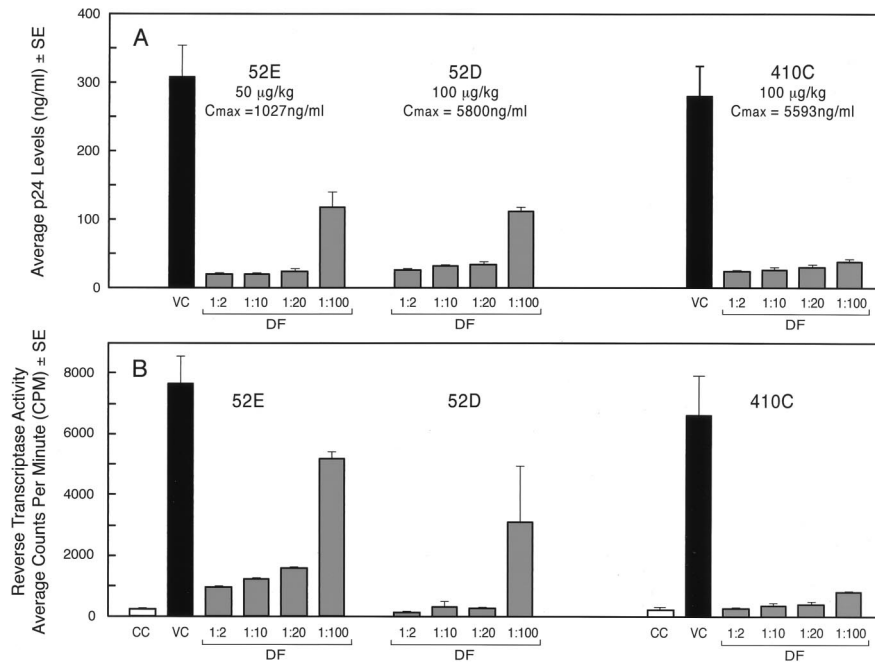 Average p24 Levels (ng/ml) ± SE
400
300
200
100
0
A
52E
50 µg/kg
Cmax =1027ng/ml
52D
100 µg/kg
Cmax = 5800ng/ml
410C
100 µg/kg
Cmax = 5593ng/ml
VC 1:2 1:10 1:20 1:100 1:2 1:10 1:20 1:100 VC 1:2 1:10 1:20 1:100
DF DF DF
Reverse Transcriptase Activity
Average Counts Per Minute (CPM) ± SE
8000
6000
4000
2000
0
B
52E 52D 410C
CC VC 1:2 1:10 1:20 1:100 1:2 1:10 1:20 1:100 CC VC 1:2 1:10 1:20 1:100
DF DF DF